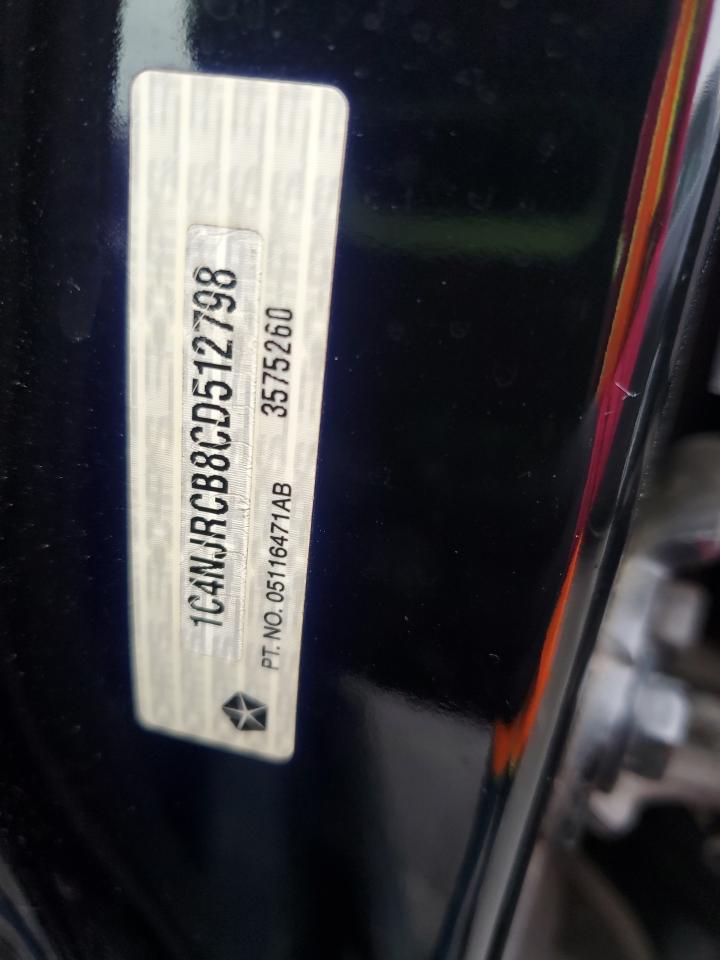 1C4NJRCB8CD512798
PT. NO. 05116471AB 3575260